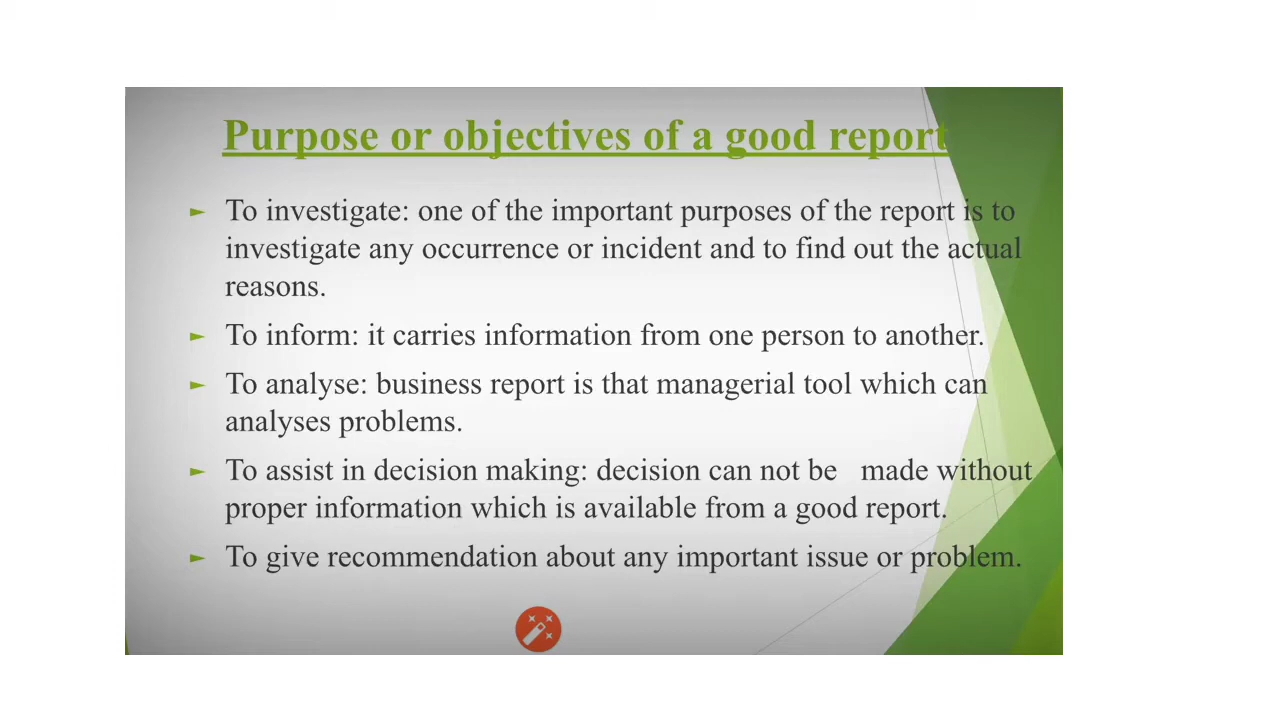 Purpose or objectives of a good report
► To investigate: one of the important purposes of the report is to
investigate any occurrence or incident and to find out the actual
reasons.
► To inform: it carries information from one person to another.
► To analyse: business report is that managerial tool which can
analyses problems.
► To assist in decision making: decision can not be   made without
proper information which is available from a good report.
► To give recommendation about any important issue or problem.